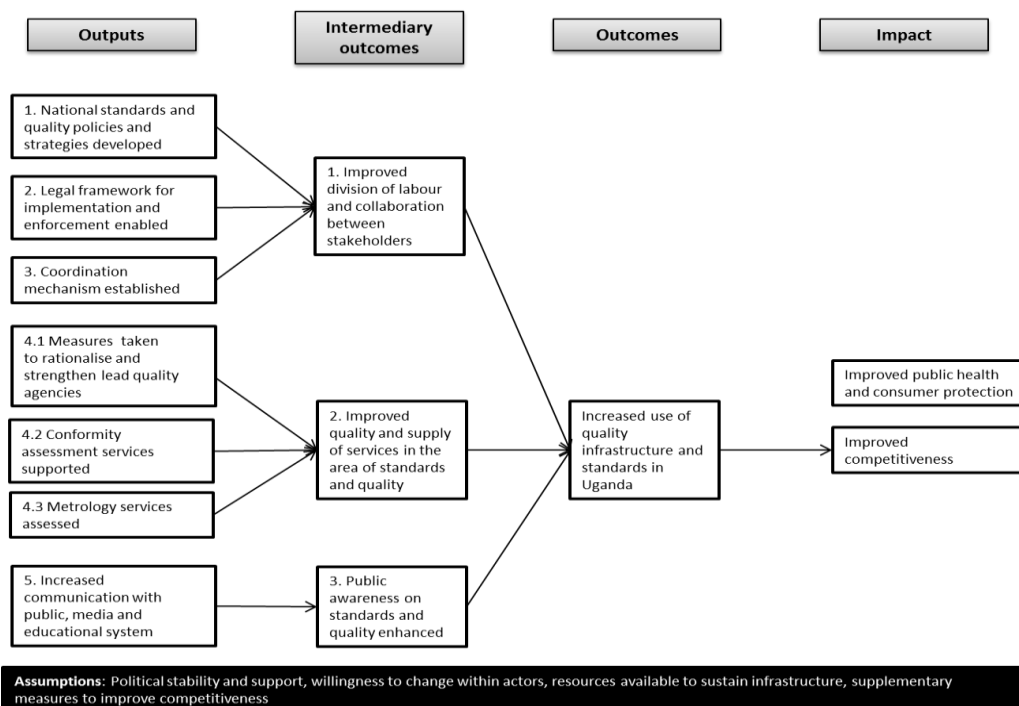 Outputs
Intermediary
outcomes
Outcomes
Impact
1. National standards and
quality policies and
strategies developed
2. Legal framework for
implementation and
enforcement enabled
3. Coordination
mechanism established
4.1 Measures taken
to rationalise and
strengthen lead quality
agencies
4.2 Conformity
assessment services
supported
4.3 Metrology services
assessed
5. Increased
communication with
public, media and
educational system
1. Improved
division of labour
and collaboration
between
stakeholders
2. Improved
quality and supply
of services in the
area of standards
and quality
3. Public
awareness on
standards and
quality enhanced
Increased use of
quality
infrastructure and
standards in
Uganda
Improved public health
and consumer protection
Improved
competitiveness
Assumptions: Political stability and support, willingness to change within actors, resources available to sustain infrastructure, supplementary
measures to improve competitiveness